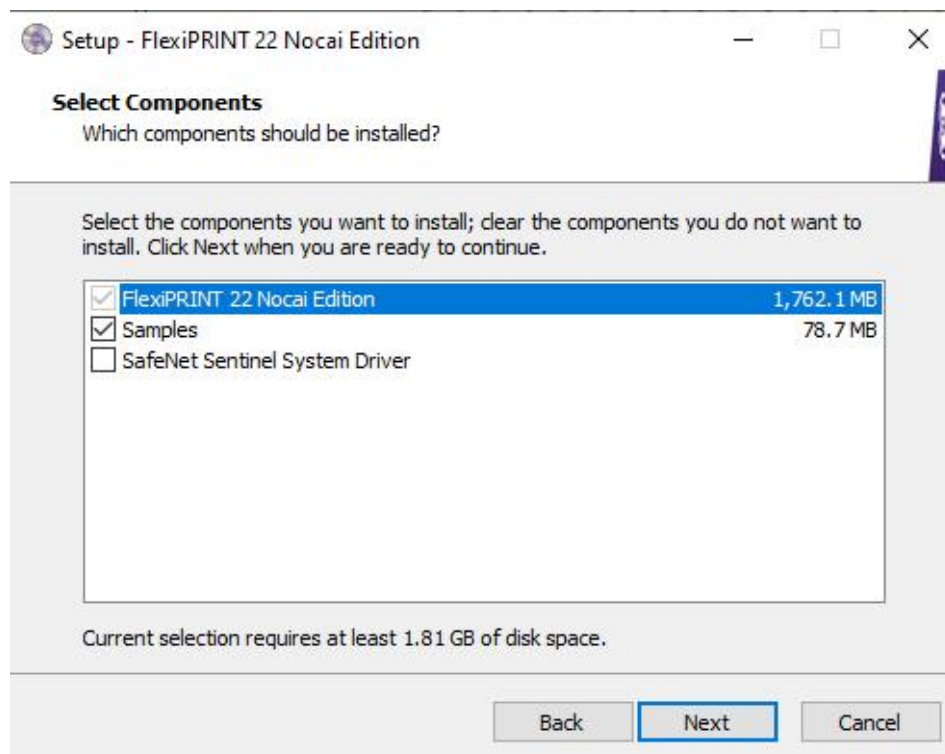 Setup - FlexiPRINT 22 Nocai Edition
Select Components
Which components should be installed?
Select the components you want to install; clear the components you do not want to
install. Click Next when you are ready to continue.
FlexiPRINT 22 Nocai Edition 1,762.1 MB
Samples 78.7 MB
SafeNet Sentinel System Driver
Current selection requires at least 1.81 GB of disk space.
Back Next Cancel